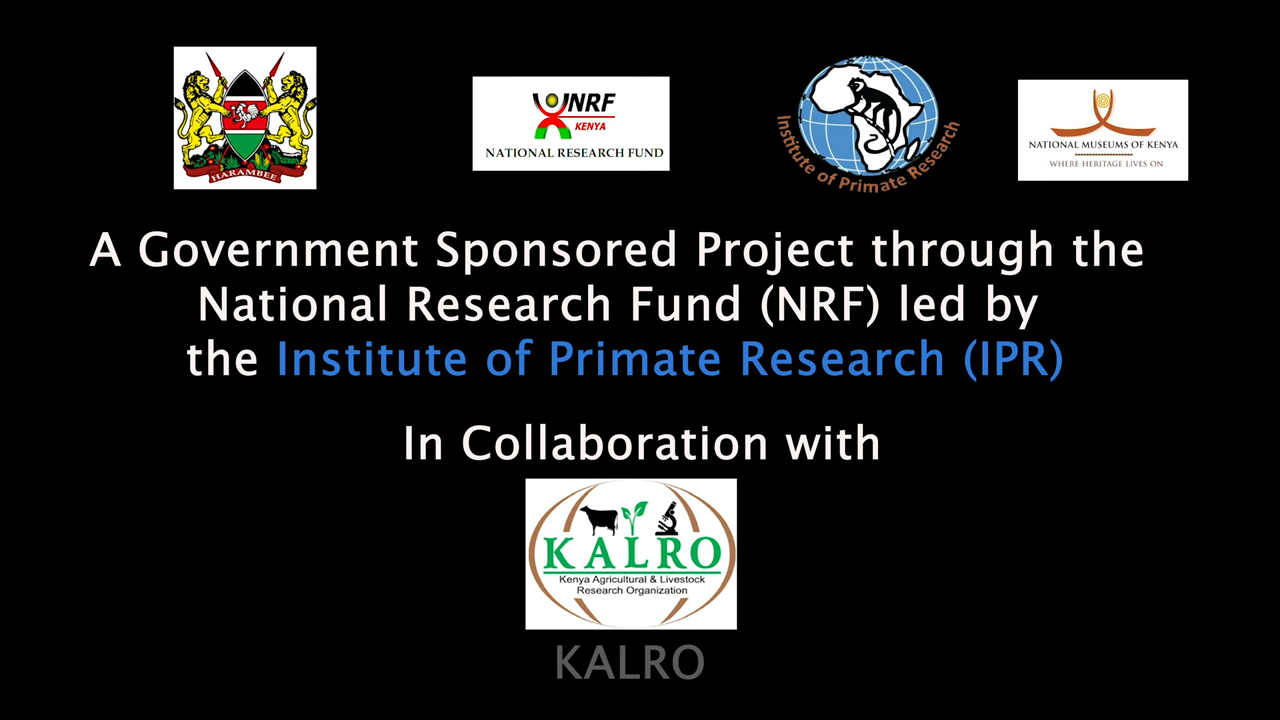 HARAMBEE
NRF
KENYA
NATIONAL RESEARCH FUND
Institute of Primate Research
NATIONAL MUSEUMS OF KENYA
WHERE HERITAGE LIVES ON
A Government Sponsored Project through the
National Research Fund (NRF) led by
the Institute of Primate Research (IPR)
In Collaboration with
KALRO
Kenya Agricultural & Livestock
Research Organization
KALRO